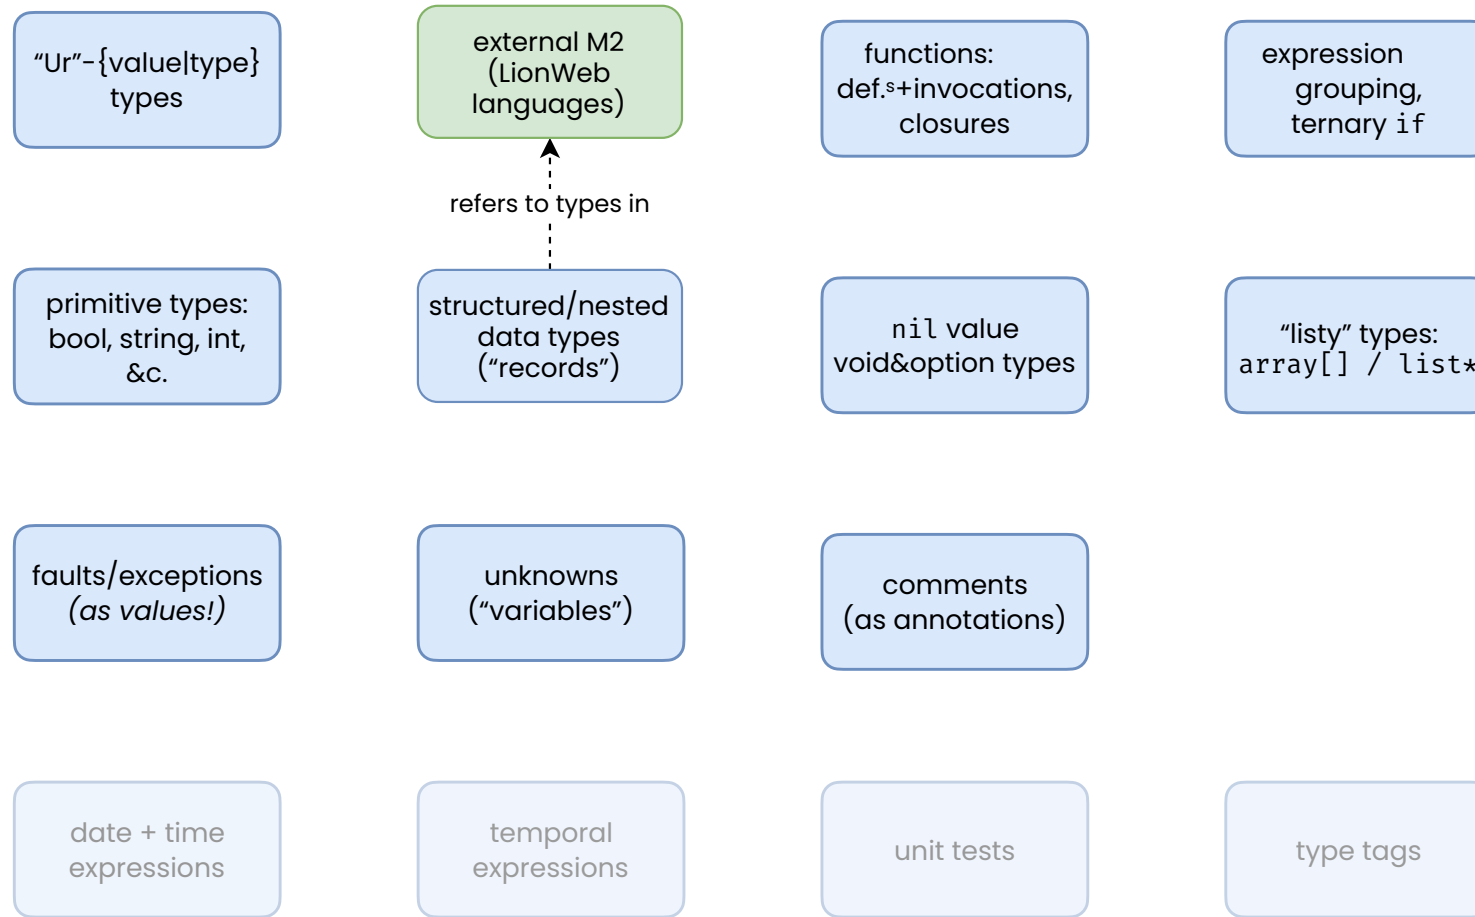 “Ur”-{value|type}
types
external M2
(LionWeb
languages)
functions:
def.s+invocations,
closures
expression
grouping,
ternary if
refers to types in
primitive types:
bool, string, int,
&c.
structured/nested
data types
(“records”)
nil value
void&option types
“listy” types:
array[] / list*
faults/exceptions
(as values!)
unknowns
(“variables”)
comments
(as annotations)
date + time
expressions
temporal
expressions
unit tests
type tags